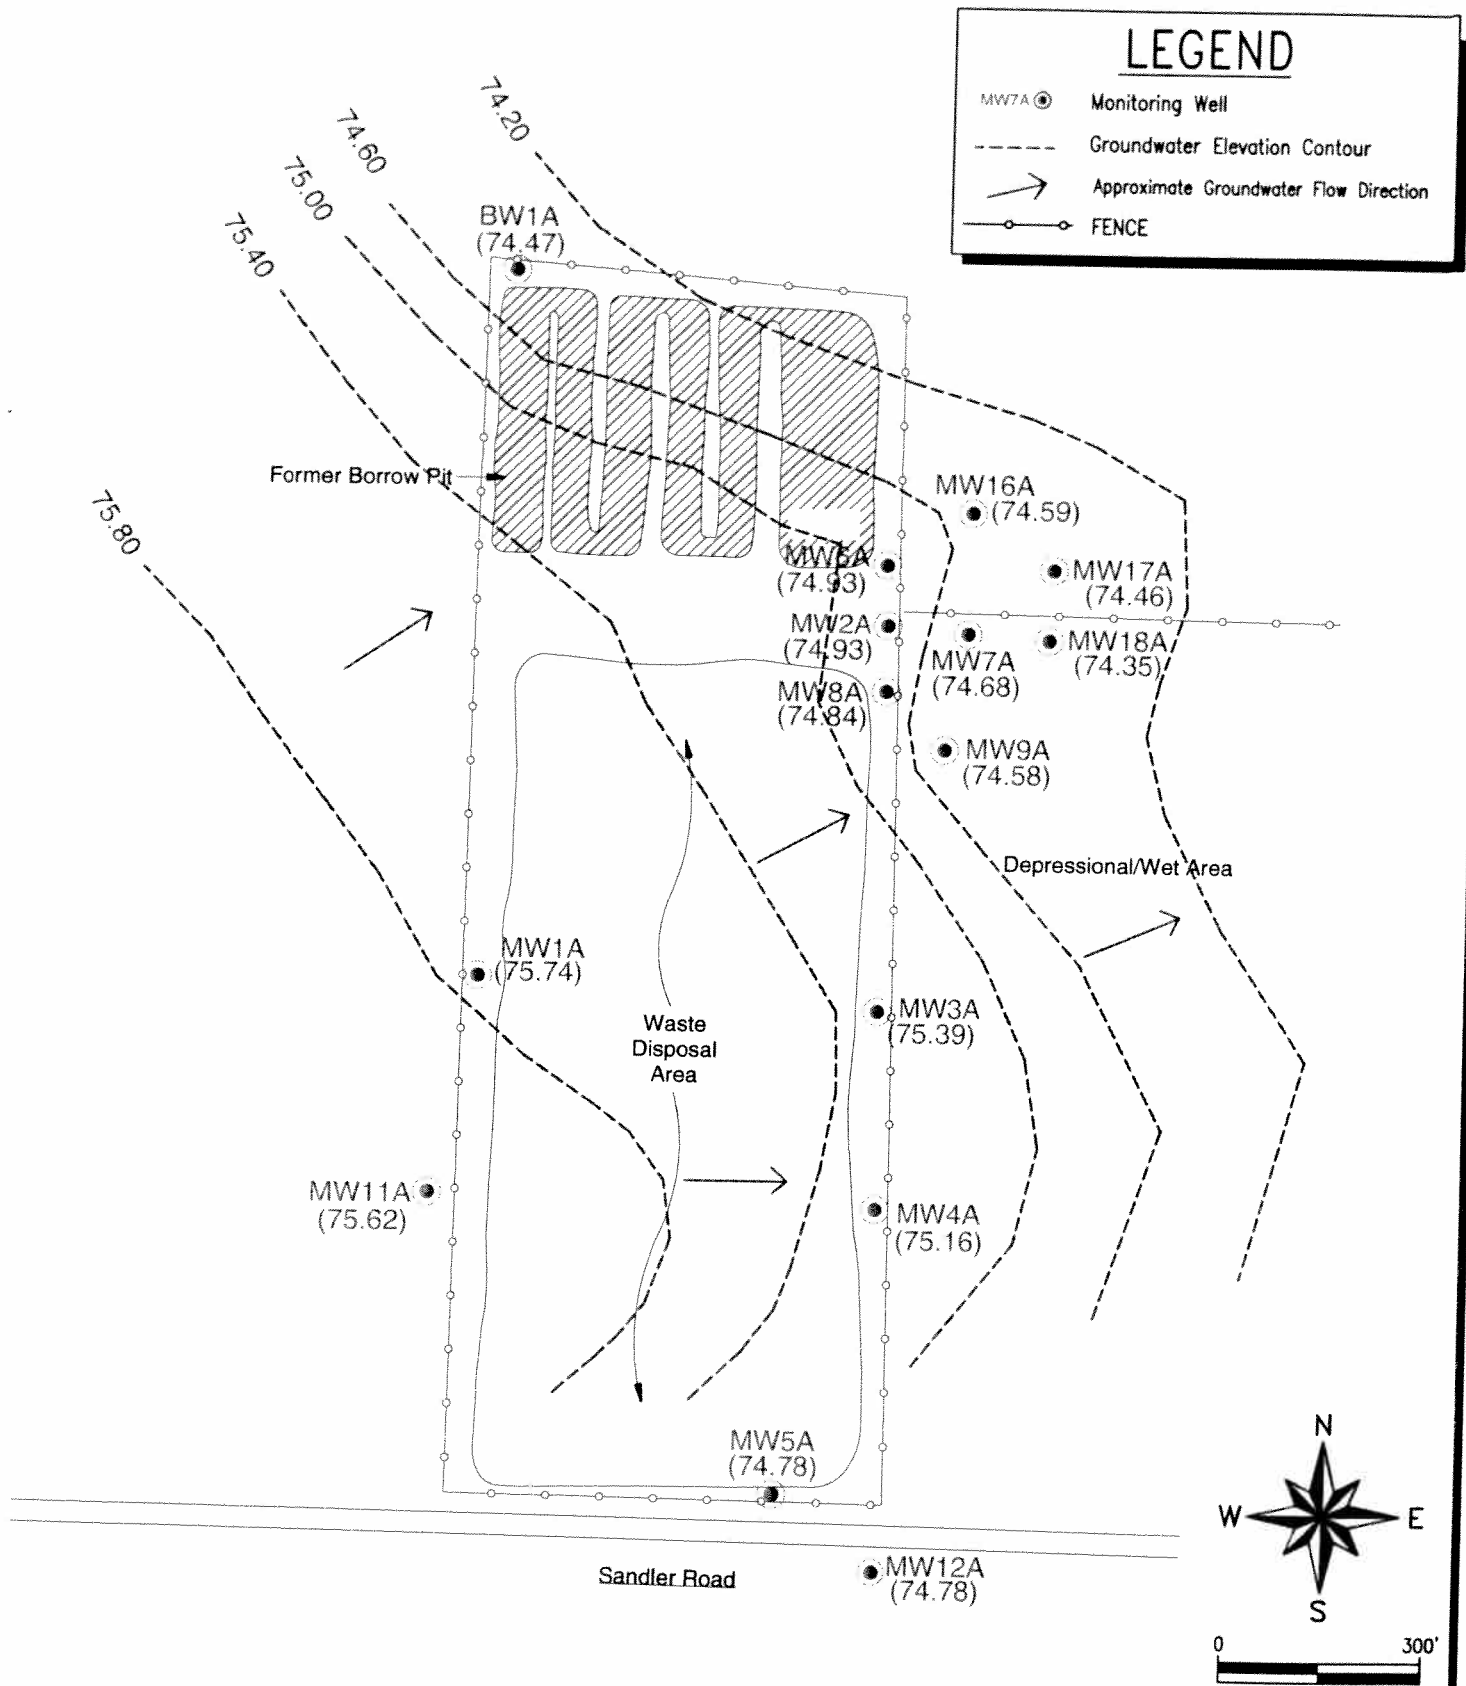 LEGEND
MW7A Monitoring Well
Groundwater Elevation Contour
Approximate Groundwater Flow Direction
FENCE
74.20
74.60
75.00
75.40
75.80
BW1A
(74.47)
Former Borrow Pit
MW16A
(74.59)
MW6A
(74.93)
MW17A
(74.46)
MW2A
(74.93)
MW18A
(74.35)
MW7A
(74.68)
MW8A
(74.84)
MW9A
(74.58)
Depressional/Wet Area
MW1A
(75.74)
MW3A
(75.39)
Waste
Disposal
Area
MW11A
(75.62)
MW4A
(75.16)
MW5A
(74.78)
Sandler Road
MW12A
(74.78)
N
W E
S
0 300'